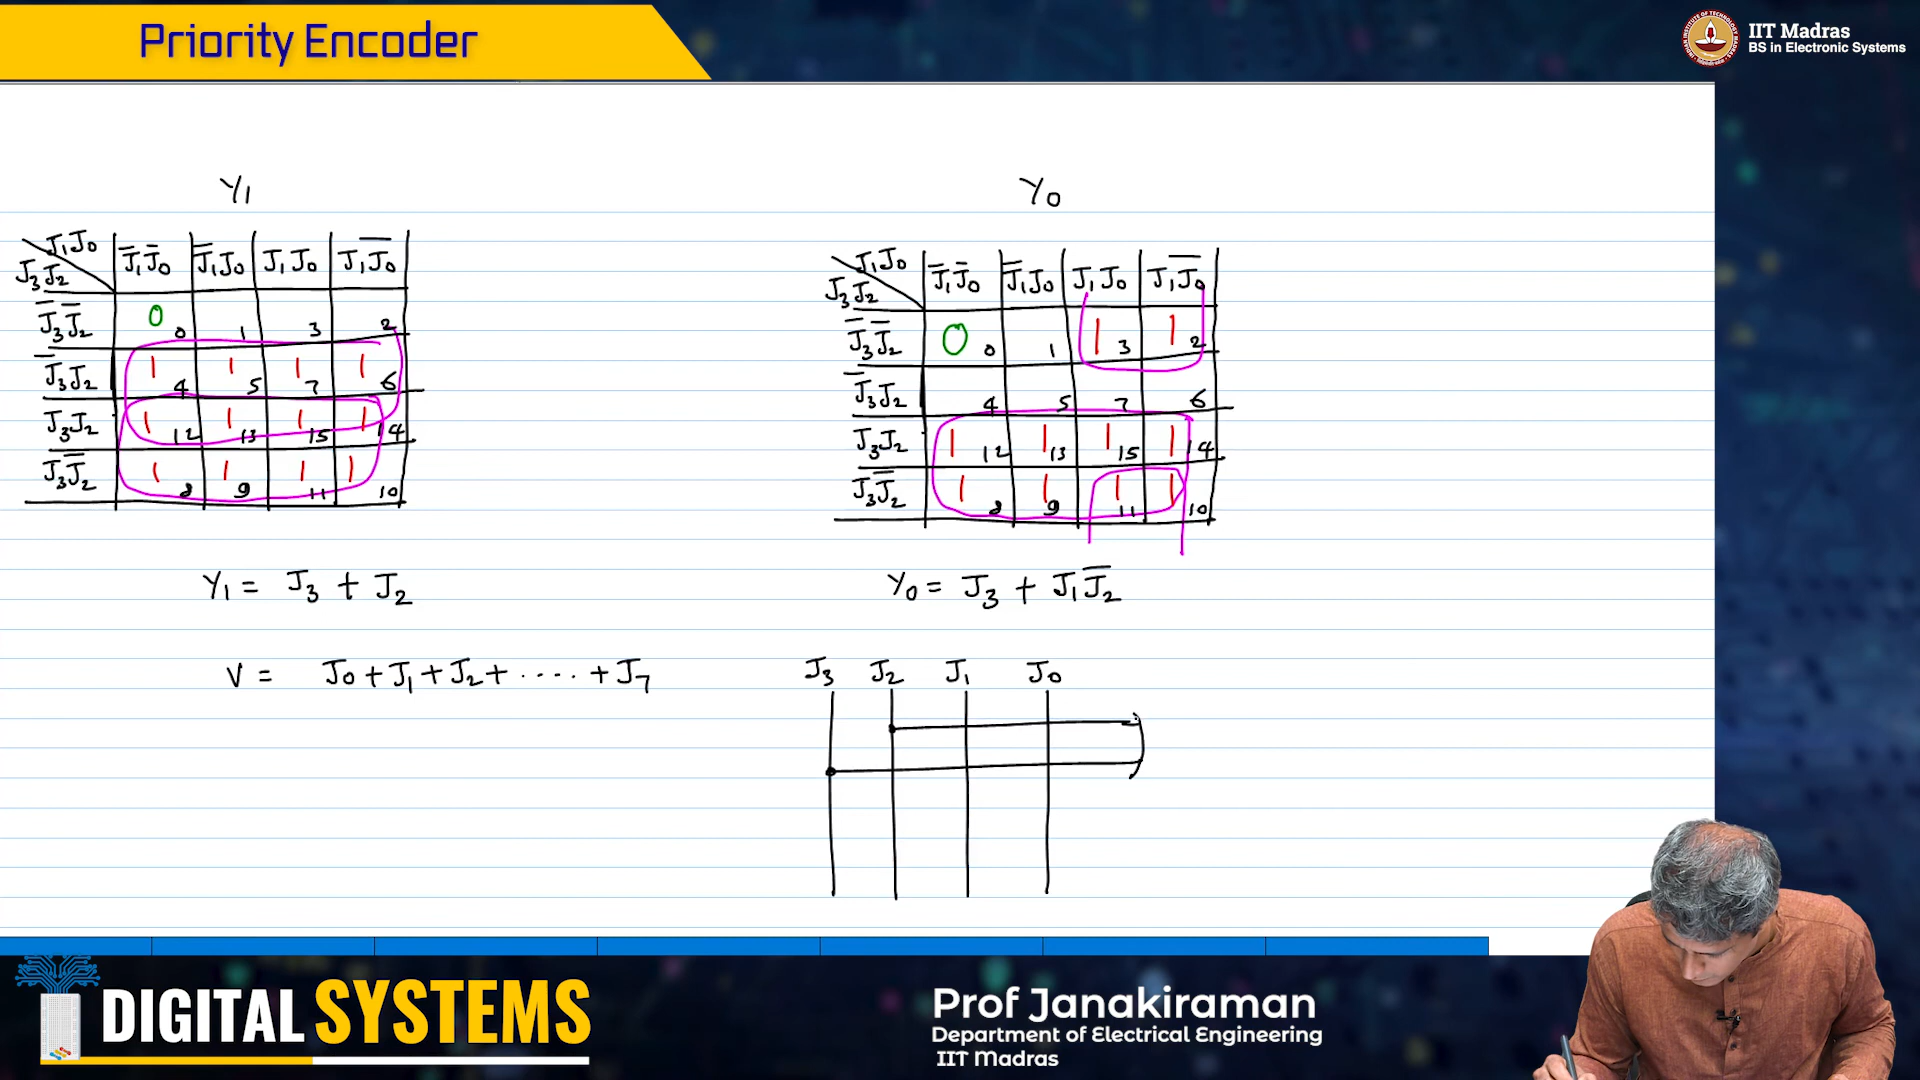 Priority Encoder
IIT Madras
BS in Electronic Systems
Y1
J1J0
J3J2
J̅1J̅0 J̅1J0 J1J0 J1J̅0
J̅3J̅2 0 0 1 3 2
J̅3J2 1 4 1 5 1 7 1 6
J3J2 1 12 1 13 1 15 1 14
J3J̅2 1 8 1 9 1 11 1 10
Y1 = J3 + J2
V = J0 + J1 + J2 + ···· + J7
Y0
J1J0
J3J2
J̅1J̅0 J̅1J0 J1J0 J1J̅0
J̅3J̅2 0 0 1 1 3 1 2
J̅3J2 4 5 7 6
J3J2 1 12 1 13 1 15 1 14
J3J̅2 1 8 1 9 1 11 1 10
Y0 = J3 + J1J̅2
J3 J2 J1 J0
DIGITAL SYSTEMS
Prof Janakiraman
Department of Electrical Engineering
IIT Madras